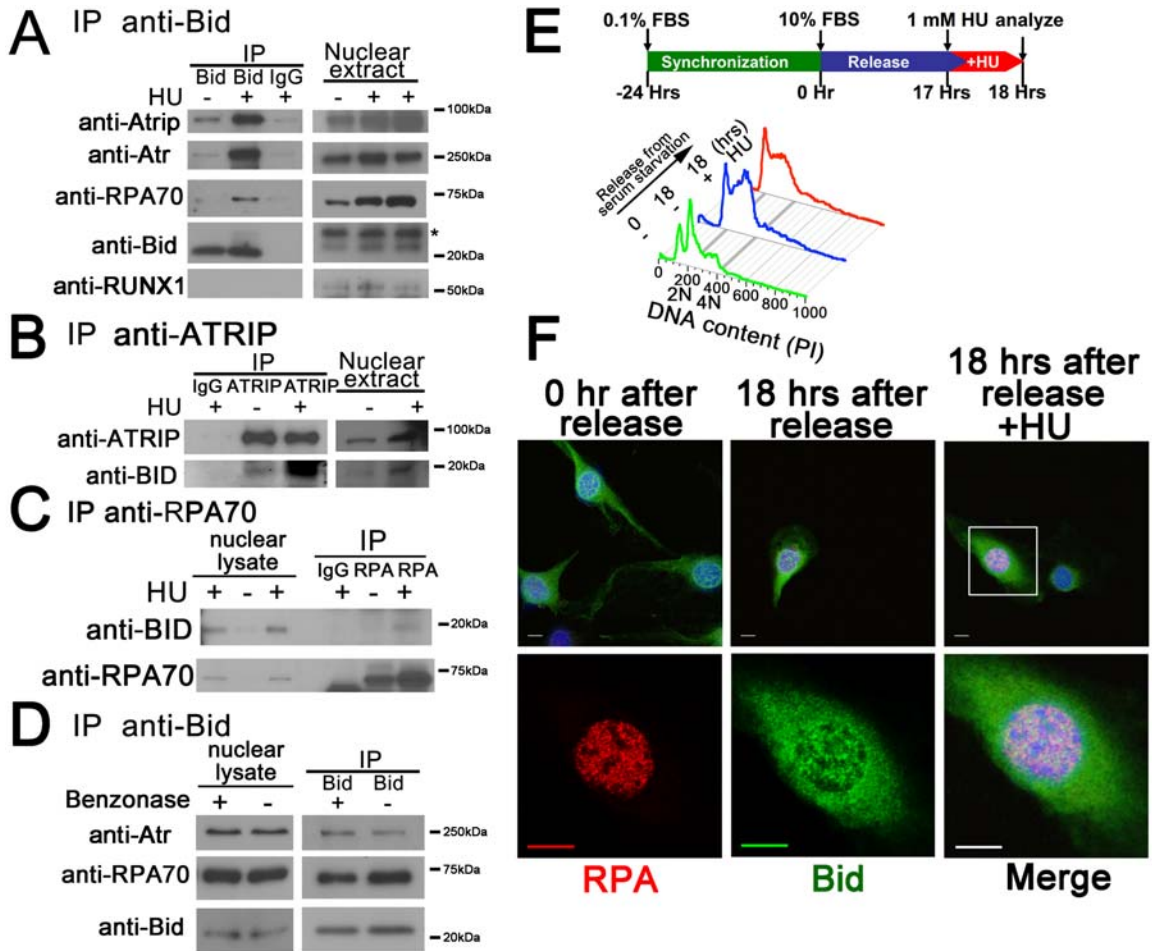 A IP anti-Bid
IP
Bid Bid IgG
Nuclear
extract
HU - + + - + +
anti-Atrip 100kDa
anti-Atr 250kDa
anti-RPA70 75kDa
anti-Bid * 20kDa
anti-RUNX1 50kDa
B IP anti-ATRIP
IP
IgG ATRIP ATRIP
Nuclear
extract
HU + - + - +
anti-ATRIP 100kDa
anti-BID 20kDa
C IP anti-RPA70
nuclear
lysate
IP
IgG RPA RPA
HU + - + + - +
anti-BID 20kDa
anti-RPA70 75kDa
D IP anti-Bid
nuclear
lysate
IP
Bid Bid
Benzonase + - + -
anti-Atr 250kDa
anti-RPA70 75kDa
anti-Bid 20kDa
E
0.1% FBS 10% FBS 1 mM HU analyze
Synchronization Release +HU
-24 Hrs 0 Hr 17 Hrs 18 Hrs
Release from
serum starvation
0 18 18 (hrs)
- - + HU
0 200 400 600 800 1000
2N 4N
DNA content (PI)
F
0 hr after
release
18 hrs after
release
18 hrs after
release
+HU
RPA Bid Merge